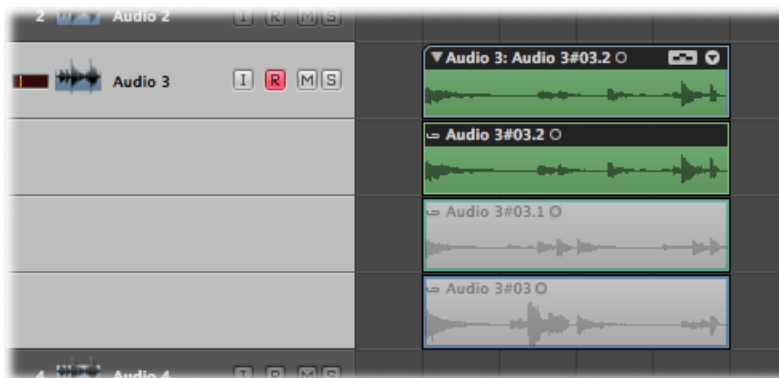 2 Audio 2 I R M S
Audio 3: Audio 3#03.2
Audio 3 I R M S
Audio 3#03.2
Audio 3#03.1
Audio 3#03
4 Audio 4 I R M S